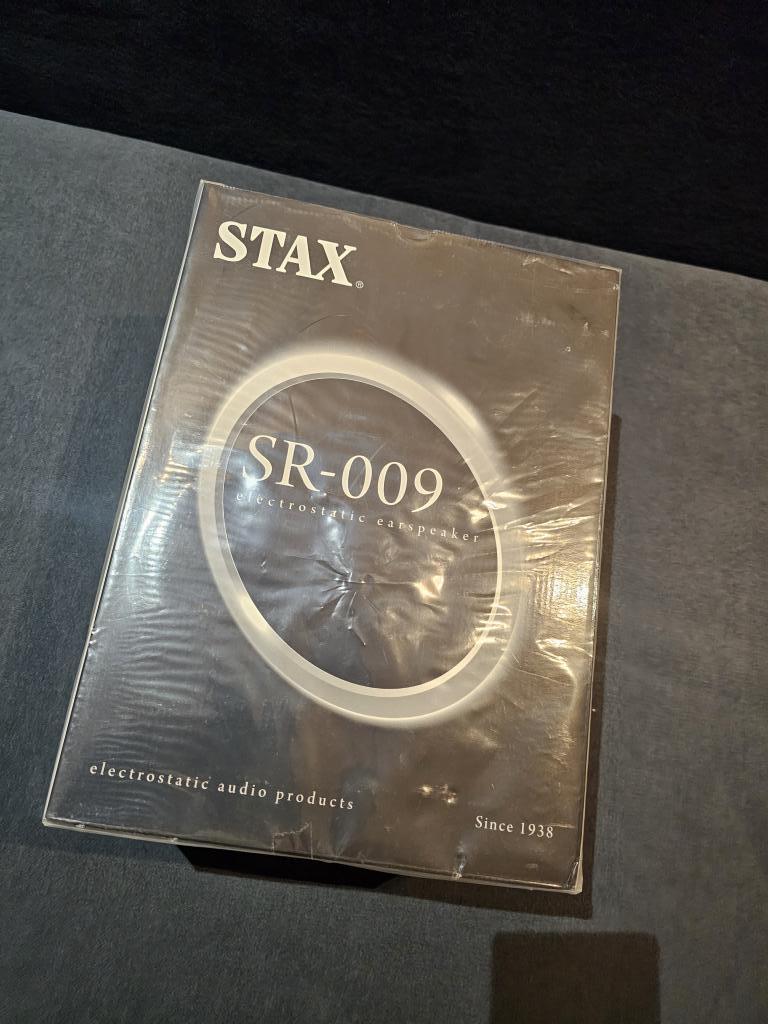 STAX®
SR-009
electrostatic earspeaker
electrostatic audio products
Since 1938